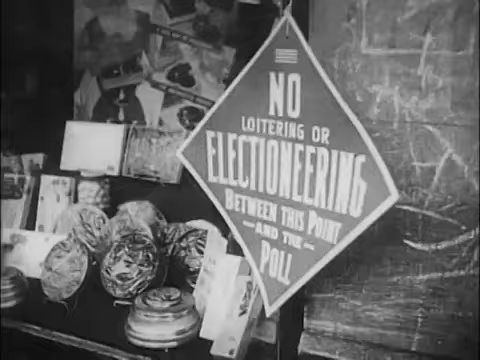 NO
LOITERING OR
ELECTIONEERING
BETWEEN THIS POINT
— AND THE —
POLL